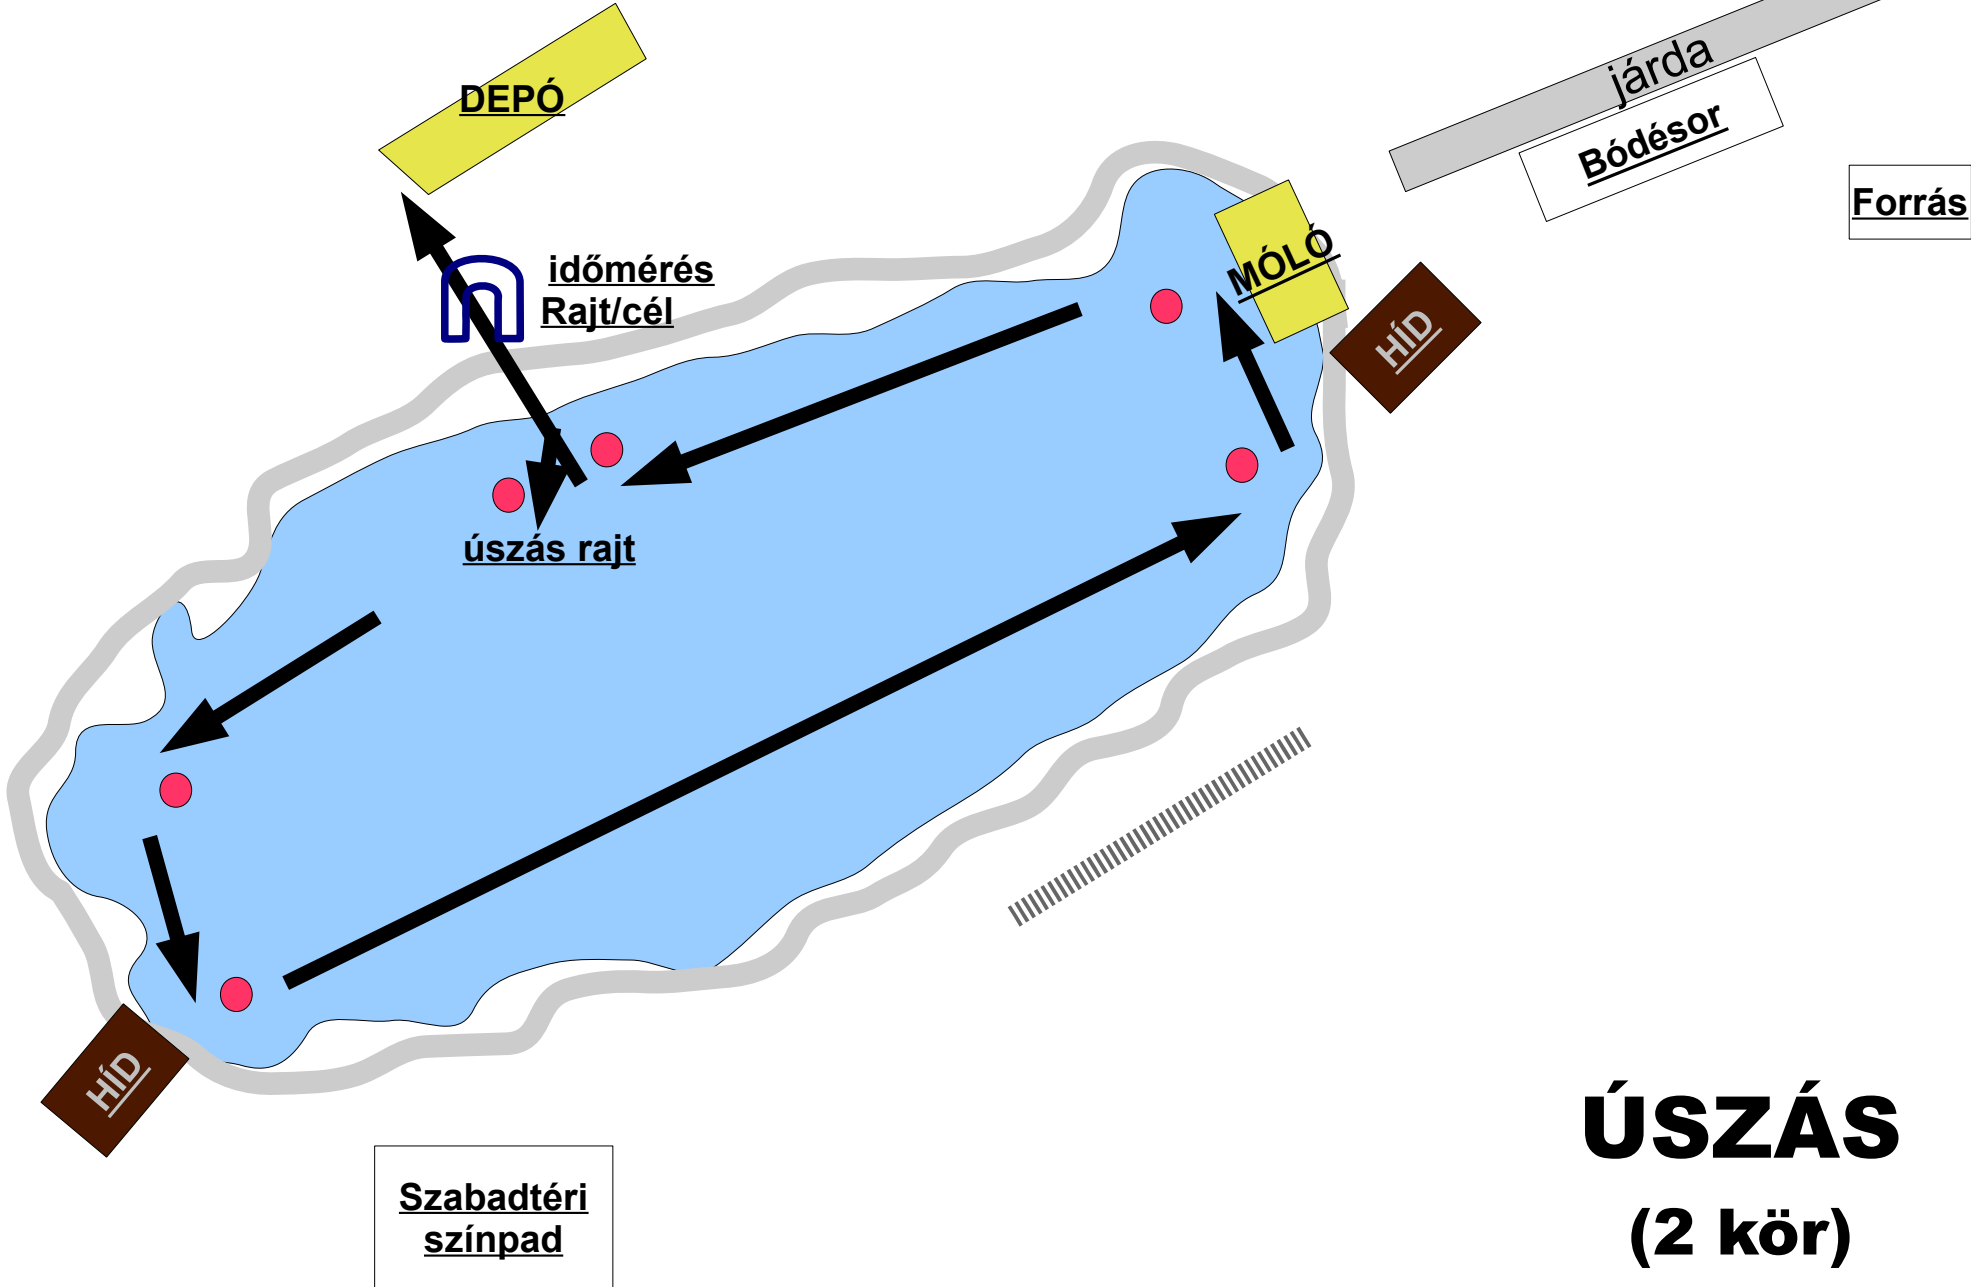 járda
DEPÓ
Bódésor
Forrás
MÓLÓ
időmérés
Rajt/cél
HÍD
úszás rajt
HÍD
ÚSZÁS
Szabadtéri
színpad
(2 kör)